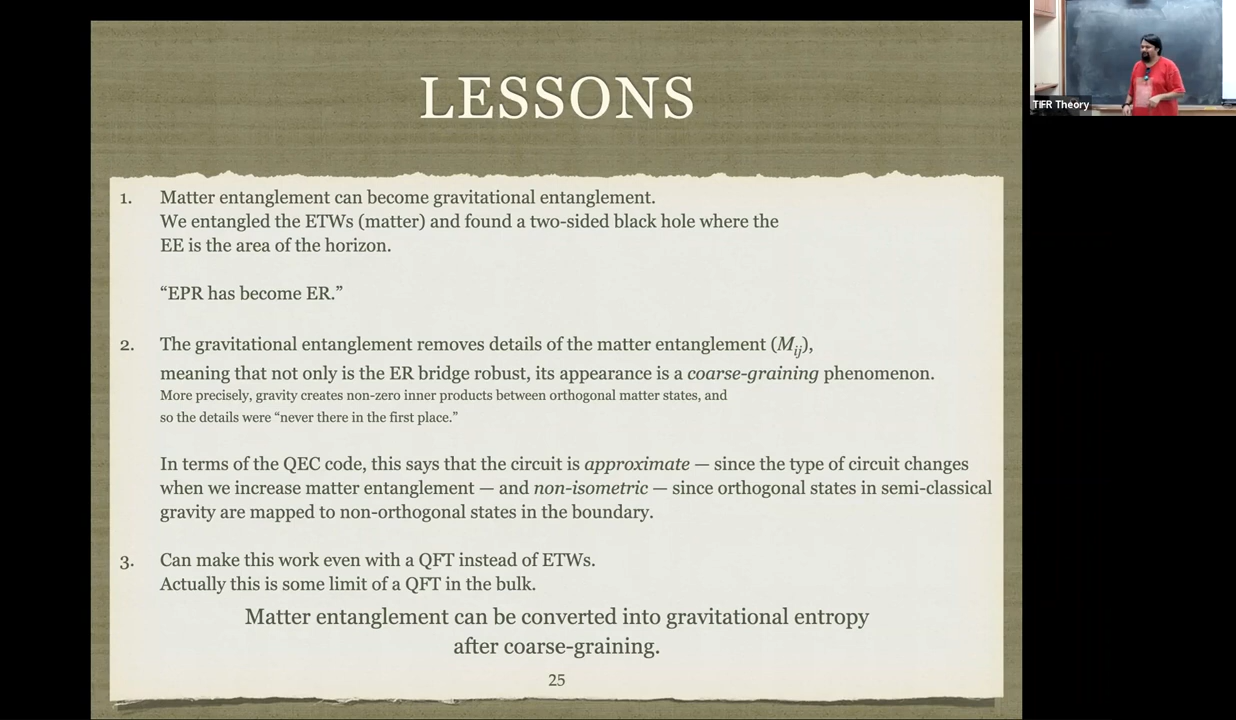 LESSONS
1. Matter entanglement can become gravitational entanglement.
We entangled the ETWs (matter) and found a two-sided black hole where the
EE is the area of the horizon.
“EPR has become ER.”
2. The gravitational entanglement removes details of the matter entanglement (M_{ij}),
meaning that not only is the ER bridge robust, its appearance is a coarse-graining phenomenon.
More precisely, gravity creates non-zero inner products between orthogonal matter states, and
so the details were “never there in the first place.”
In terms of the QEC code, this says that the circuit is approximate — since the type of circuit changes
when we increase matter entanglement — and non-isometric — since orthogonal states in semi-classical
gravity are mapped to non-orthogonal states in the boundary.
3. Can make this work even with a QFT instead of ETWs.
Actually this is some limit of a QFT in the bulk.
Matter entanglement can be converted into gravitational entropy
after coarse-graining.
25
TIFR Theory